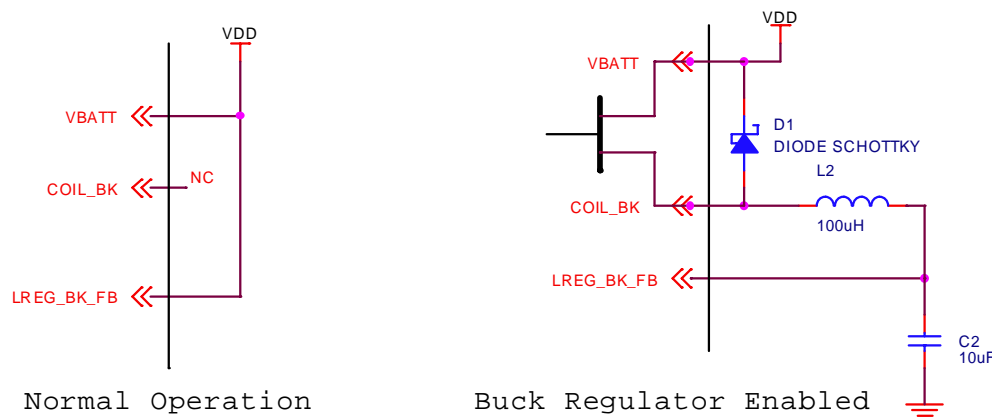 VDD
VBATT
COIL_BK
NC
LREG_BK_FB
Normal Operation
VDD
VBATT
D1
DIODE SCHOTTKY
L2
COIL_BK
100uH
LREG_BK_FB
C2
10uF
Buck Regulator Enabled